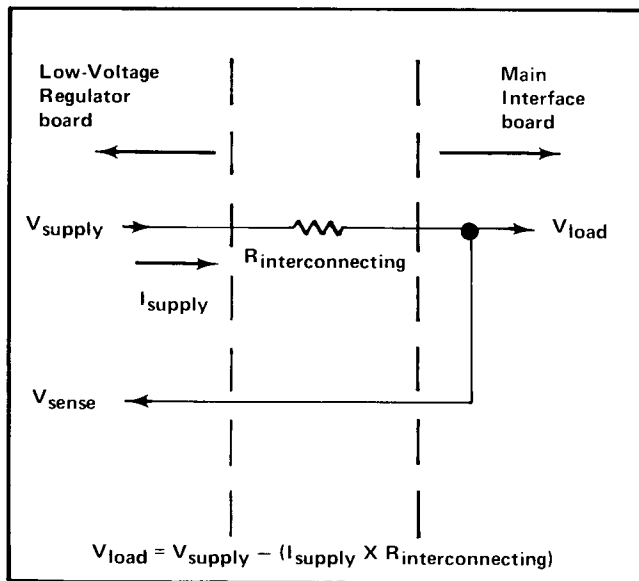 Low-Voltage
Regulator
board
Main
Interface
board
Vsupply
Rinterconnecting
Vload
Isupply
Vsense
Vload = Vsupply – (Isupply X Rinterconnecting)